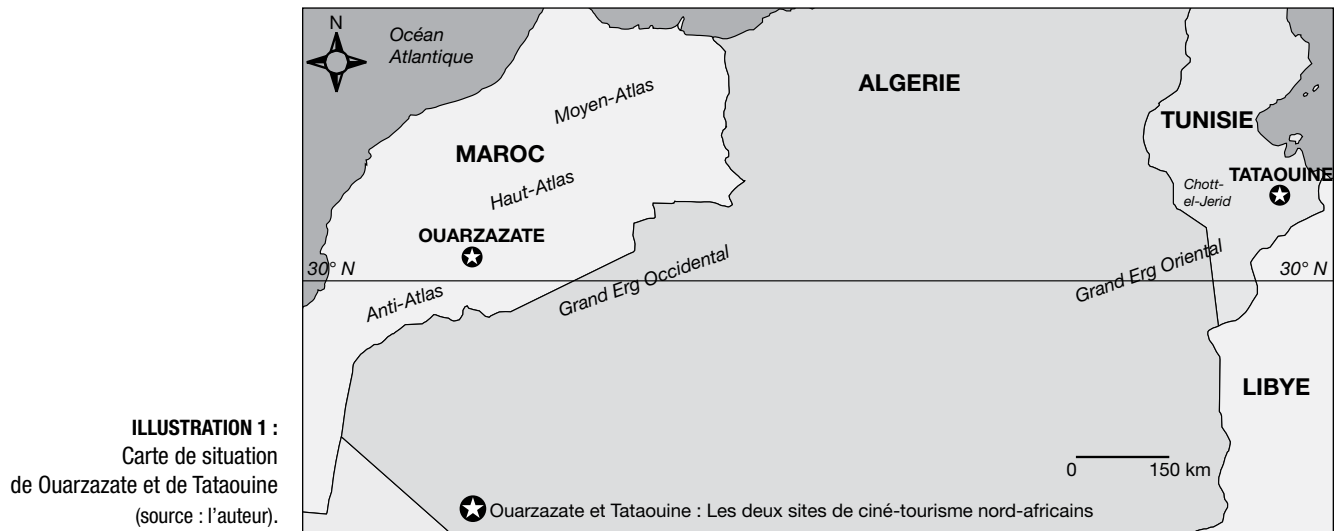 N
Océan
Atlantique
Moyen-Atlas
ALGERIE
TUNISIE
MAROC
Haut-Atlas
TATAOUINE
Chott-
el-Jerid
OUARZAZATE
30° N
30° N
Anti-Atlas
Grand Erg Occidental
Grand Erg Oriental
LIBYE
0 150 km
Ouarzazate et Tataouine : Les deux sites de ciné-tourisme nord-africains
ILLUSTRATION 1 :
Carte de situation
de Ouarzazate et de Tataouine
(source : l'auteur).